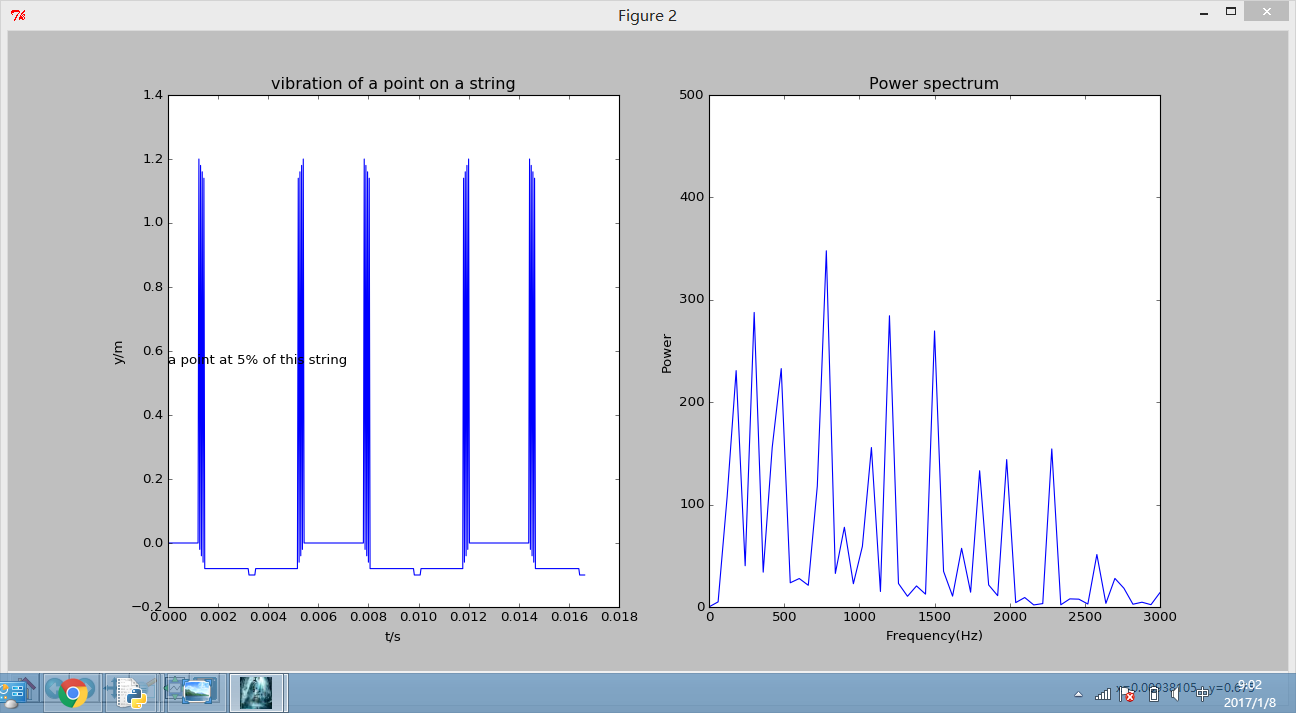 Figure 2
vibration of a point on a string
1.4
1.2
1.0
0.8
0.6
0.4
0.2
0.0
−0.2
y/m
a point at 5% of this string
0.000 0.002 0.004 0.006 0.008 0.010 0.012 0.014 0.016 0.018
t/s
Power spectrum
500
400
300
200
100
0
Power
0 500 1000 1500 2000 2500 3000
Frequency(Hz)
中
9:02
2017/1/8